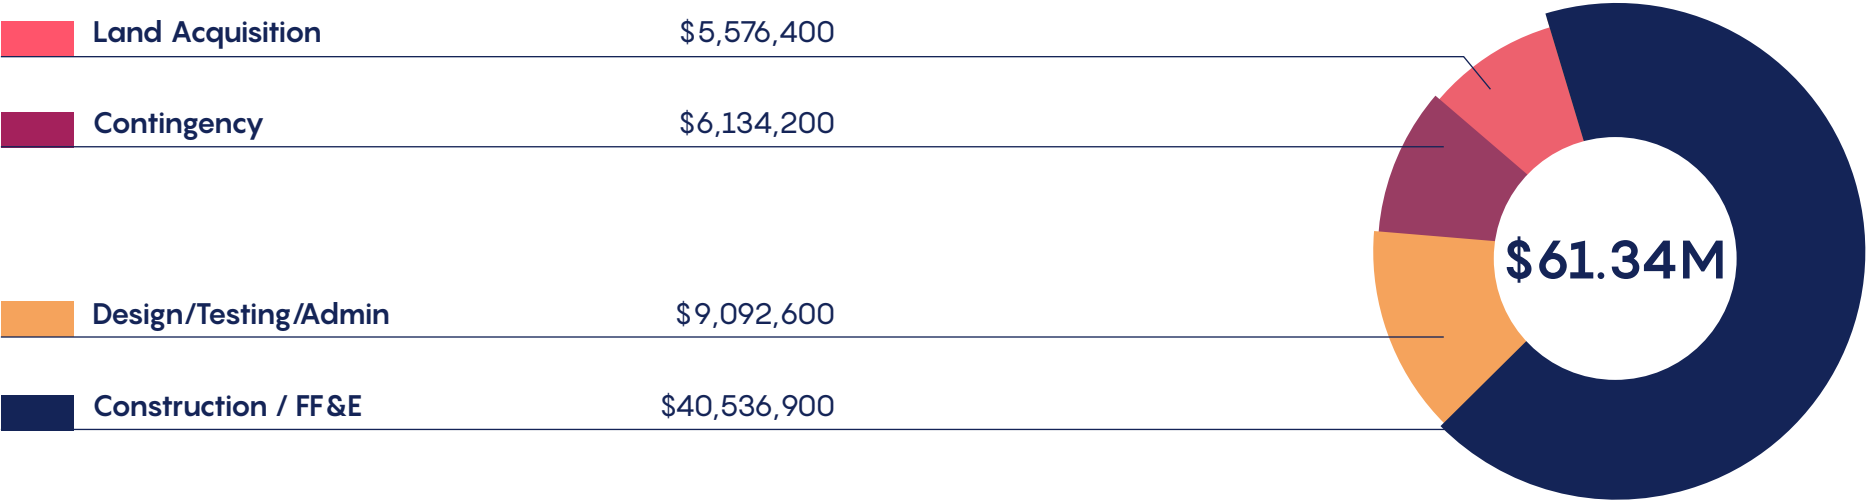 Land Acquisition $5,576,400
Contingency $6,134,200
$61.34M
Design/Testing/Admin $9,092,600
Construction / FF&E $40,536,900